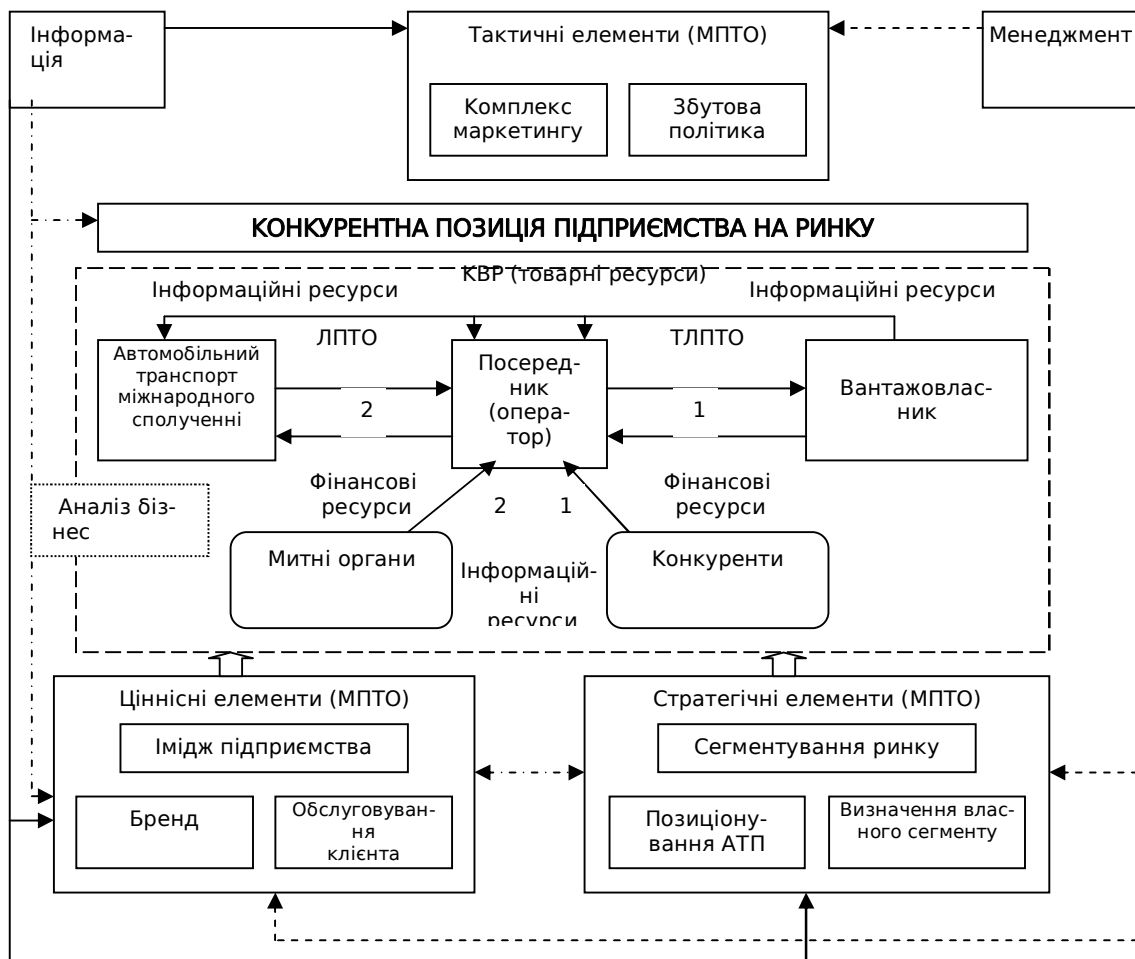 Інформа-
ція
Тактичні елементи (МПТО)
Менеджмент
Комплекс
маркетингу
Збутова
політика
КОНКУРЕНТНА ПОЗИЦІЯ ПІДПРИЄМСТВА НА РИНКУ
КВР (товарні ресурси)
Інформаційні ресурси
Інформаційні ресурси
ЛПТО
ТЛПТО
Автомобільний
транспорт
міжнародного
сполученні
Посеред-
ник
(опера-
тор)
Вантажовлас-
ник
2
1
Фінансові
ресурси
2
1
Фінансові
ресурси
Аналіз біз-
нес
Митні органи
Інформацій-
ні
ресурси
Конкуренти
Ціннісні елементи (МПТО)
Імідж підприємства
Бренд
Обслуговуван-
ня
клієнта
Стратегічні елементи (МПТО)
Сегментування ринку
Позиціону-
вання АТП
Визначення влас-
ного сегменту